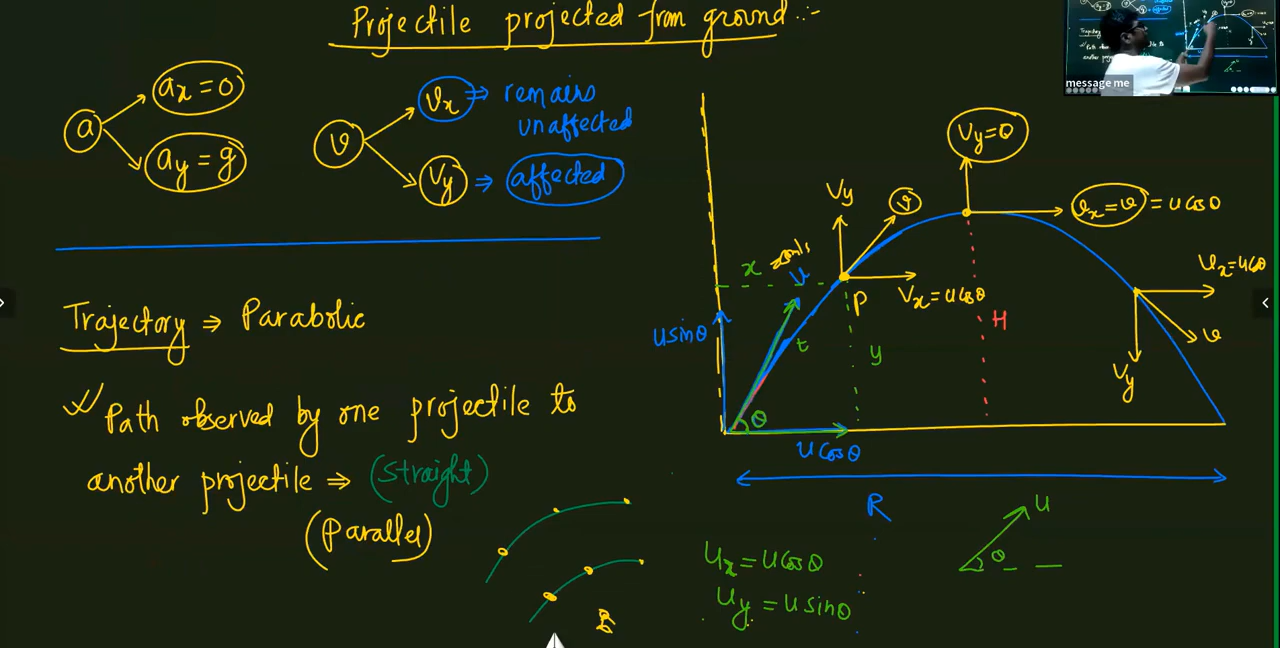 Projectile projected from ground :-
a
ax = 0
ay = g
v
vx ⇒ remains
unaffected
Vy ⇒ affected
Trajectory ⇒ Parabolic
Path observed by one projectile to
another projectile ⇒ (straight)
(Parallel)
message me
Vy = 0
vx = v = u cos θ
Vy
v
x
u
P
Vx = u cos θ
u sin θ
t
y
H
θ
u cos θ
Vy
v
R
u
θ
Ux = u cos θ
Uy = u sin θ